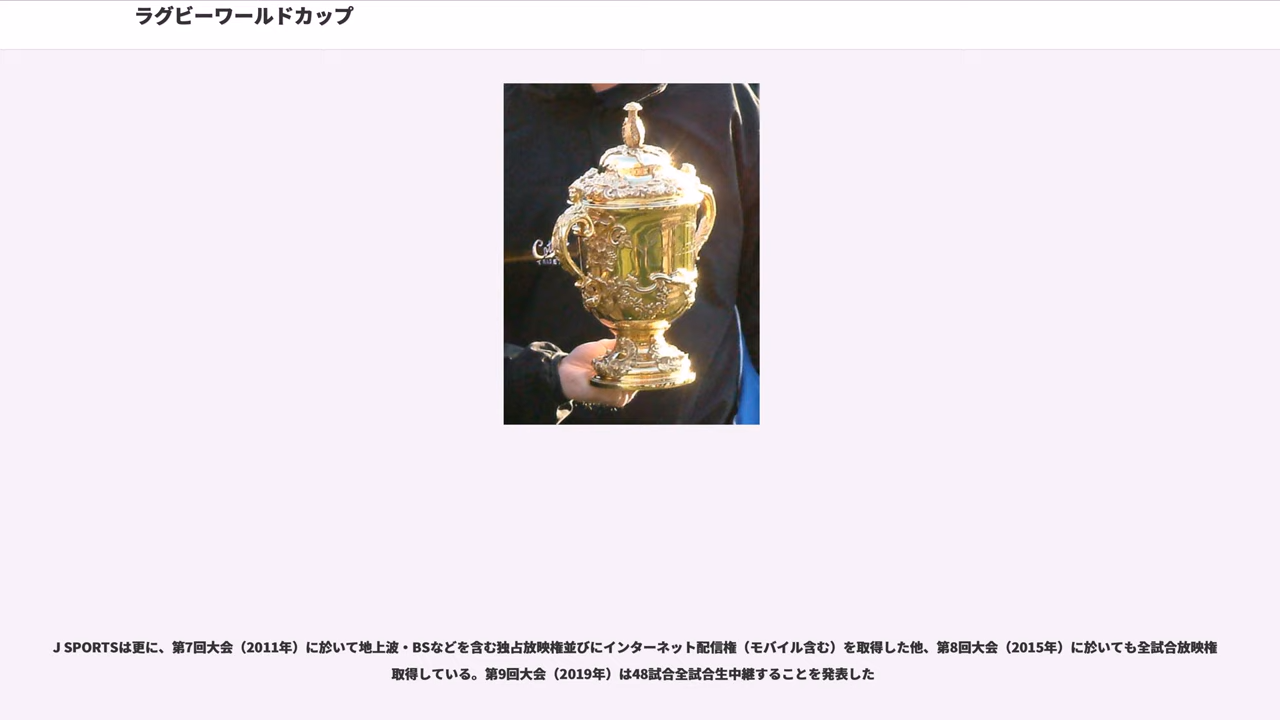 ラグビーワールドカップ
J SPORTSは更に、第7回大会（2011年）に於いて地上波・BSなどを含む独占放映権並びにインターネット配信権（モバイル含む）を取得した他、第8回大会（2015年）に於いても全試合放映権
取得している。第9回大会（2019年）は48試合全試合生中継することを発表した